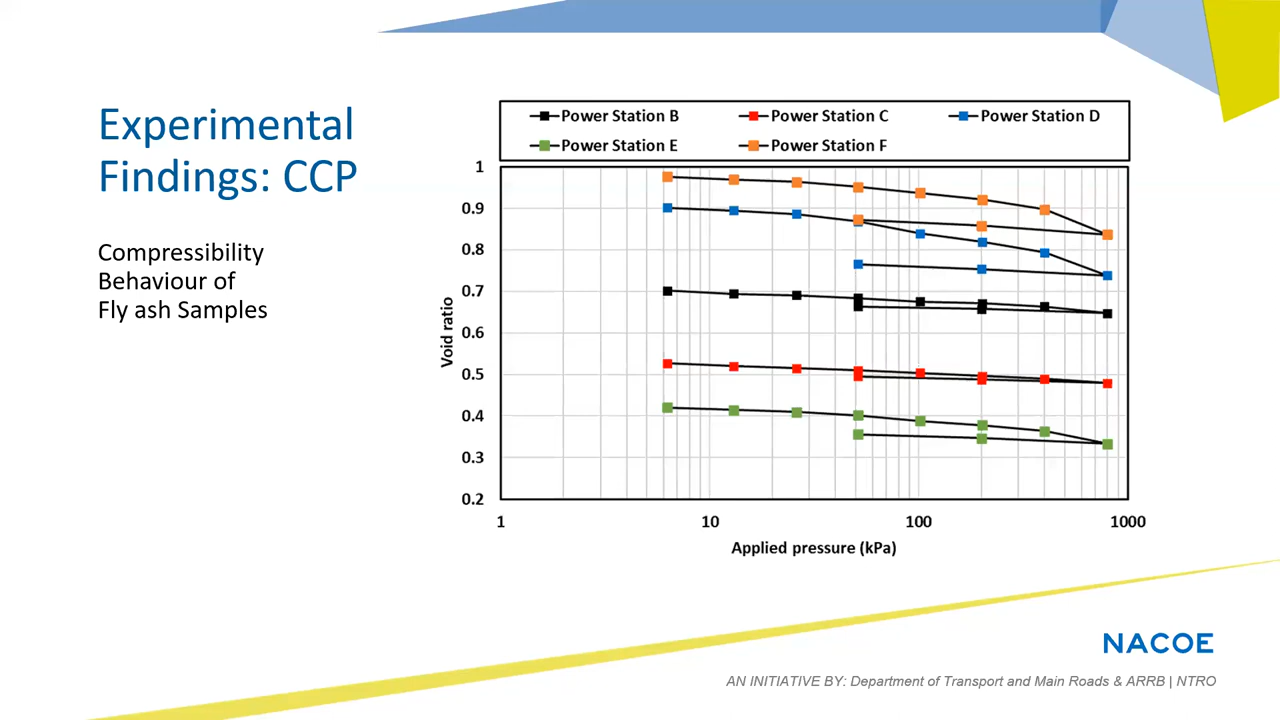 Experimental
Findings: CCP
Compressibility
Behaviour of
Fly ash Samples
Power Station B
Power Station C
Power Station D
Power Station E
Power Station F
1
0.9
0.8
0.7
0.6
0.5
0.4
0.3
0.2
Void ratio
1
10
100
1000
Applied pressure (kPa)
NACOE
AN INITIATIVE BY: Department of Transport and Main Roads & ARRB | NTRO